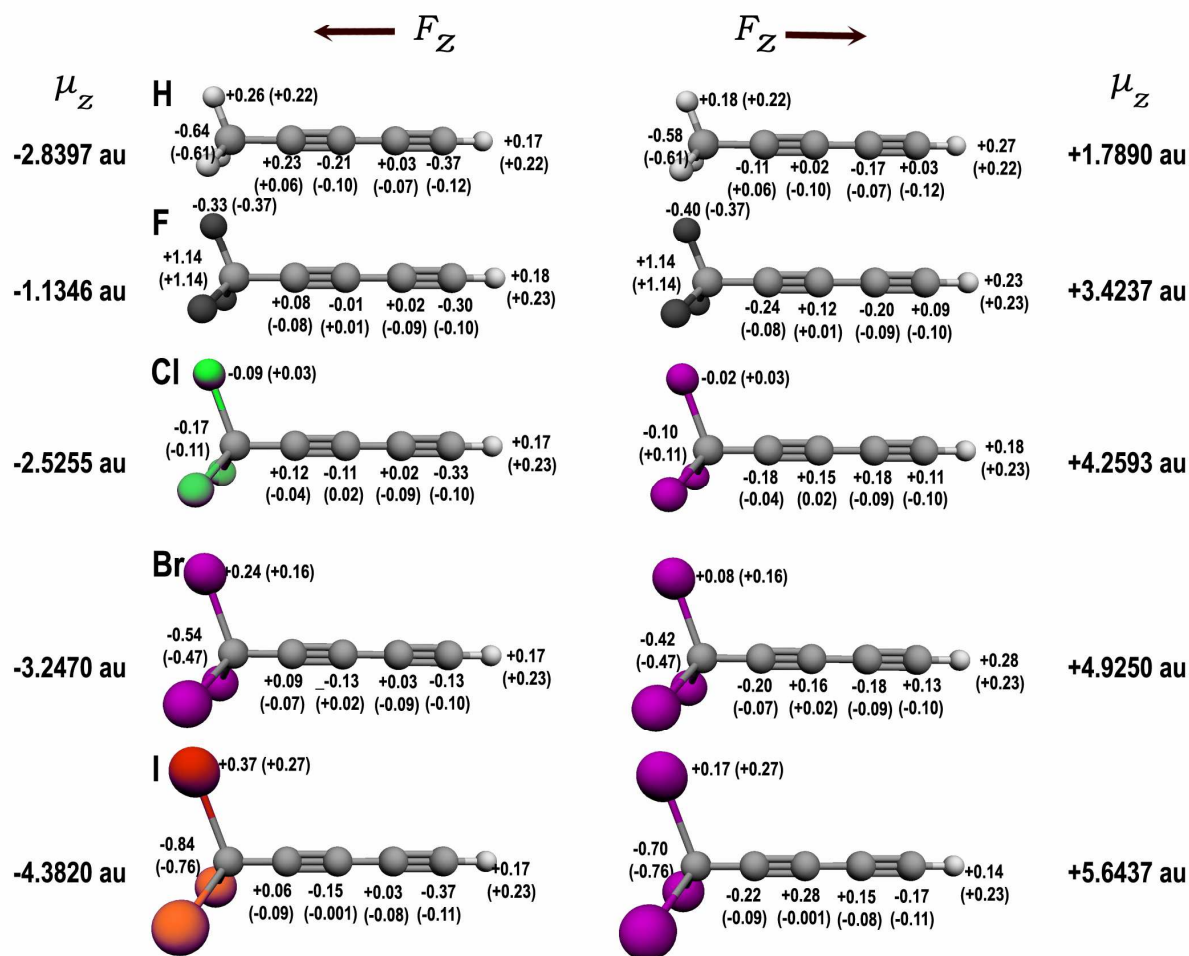 F_z F_z
μ_z μ_z
H +0.26 (+0.22) +0.18 (+0.22)
-2.8397 au -0.64 +0.17 -0.58 +0.27 +1.7890 au
(-0.61) (+0.22) (-0.61) (+0.22)
+0.23 -0.21 +0.03 -0.37 -0.11 +0.02 -0.17 +0.03
(+0.06) (-0.10) (-0.07) (-0.12) (+0.06) (-0.10) (-0.07) (-0.12)
F -0.33 (-0.37) -0.40 (-0.37)
-1.1346 au +1.14 +0.18 +1.14 +0.23 +3.4237 au
(+1.14) (+0.23) (+1.14) (+0.23)
+0.08 -0.01 +0.02 -0.30 -0.24 +0.12 -0.20 +0.09
(-0.08) (+0.01) (-0.09) (-0.10) (-0.08) (+0.01) (-0.09) (-0.10)
Cl -0.09 (+0.03) -0.02 (+0.03)
-2.5255 au -0.17 +0.17 -0.10 +0.18 +4.2593 au
(-0.11) (+0.23) (+0.11) (+0.23)
+0.12 -0.11 +0.02 -0.33 -0.18 +0.15 +0.18 +0.11
(-0.04) (0.02) (-0.09) (-0.10) (-0.04) (0.02) (-0.09) (-0.10)
Br +0.24 (+0.16) +0.08 (+0.16)
-3.2470 au -0.54 +0.17 -0.42 +0.28 +4.9250 au
(-0.47) (+0.23) (-0.47) (+0.23)
+0.09 _-0.13 +0.03 -0.13 -0.20 +0.16 -0.18 +0.13
(-0.07) (+0.02) (-0.09) (-0.10) (-0.07) (+0.02) (-0.09) (-0.10)
I +0.37 (+0.27) +0.17 (+0.27)
-4.3820 au -0.84 +0.17 -0.70 +0.14 +5.6437 au
(-0.76) (+0.23) (-0.76) (+0.23)
+0.06 -0.15 +0.03 -0.37 -0.22 +0.28 +0.15 -0.17
(-0.09) (-0.001) (-0.08) (-0.11) (-0.09) (-0.001) (-0.08) (-0.11)